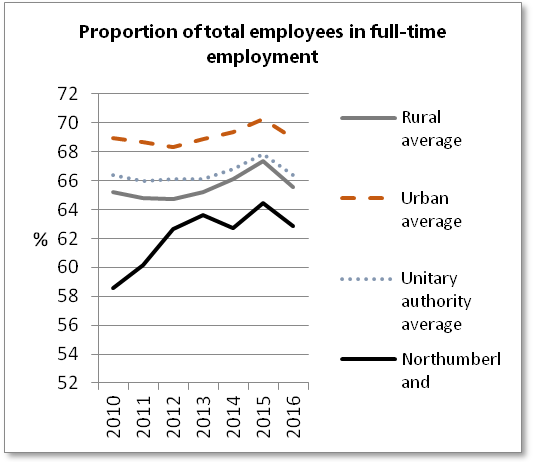 Proportion of total employees in full-time
employment
72
70
68
66
64
62
60
58
56
54
52
%
2010
2011
2012
2013
2014
2015
2016
Rural
average
Urban
average
Unitary
authority
average
Northumberl
and